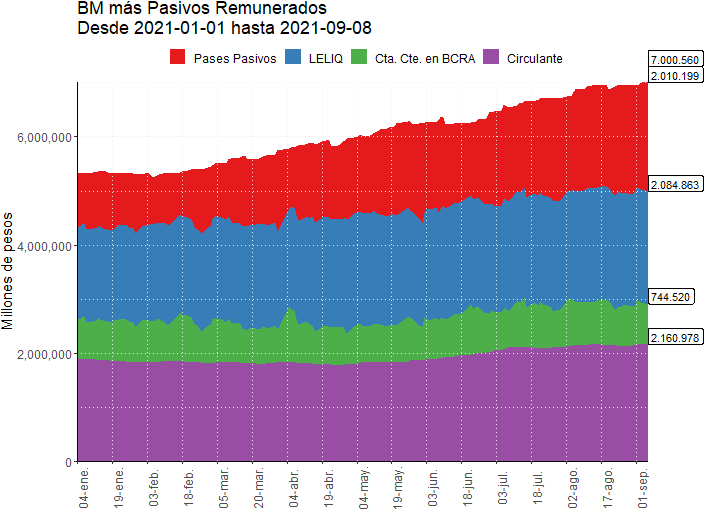 BM más Pasivos Remunerados
Desde 2021-01-01 hasta 2021-09-08
Pases Pasivos
LELIQ
Cta. Cte. en BCRA
Circulante
7.000.560
2.010.199
2.084.863
744.520
2.160.978
Millones de pesos
6,000,000
4,000,000
2,000,000
0
04-ene.
19-ene.
03-feb.
18-feb.
05-mar.
20-mar.
04-abr.
19-abr.
04-may.
19-may.
03-jun.
18-jun.
03-jul.
18-jul.
02-ago.
17-ago.
01-sep.